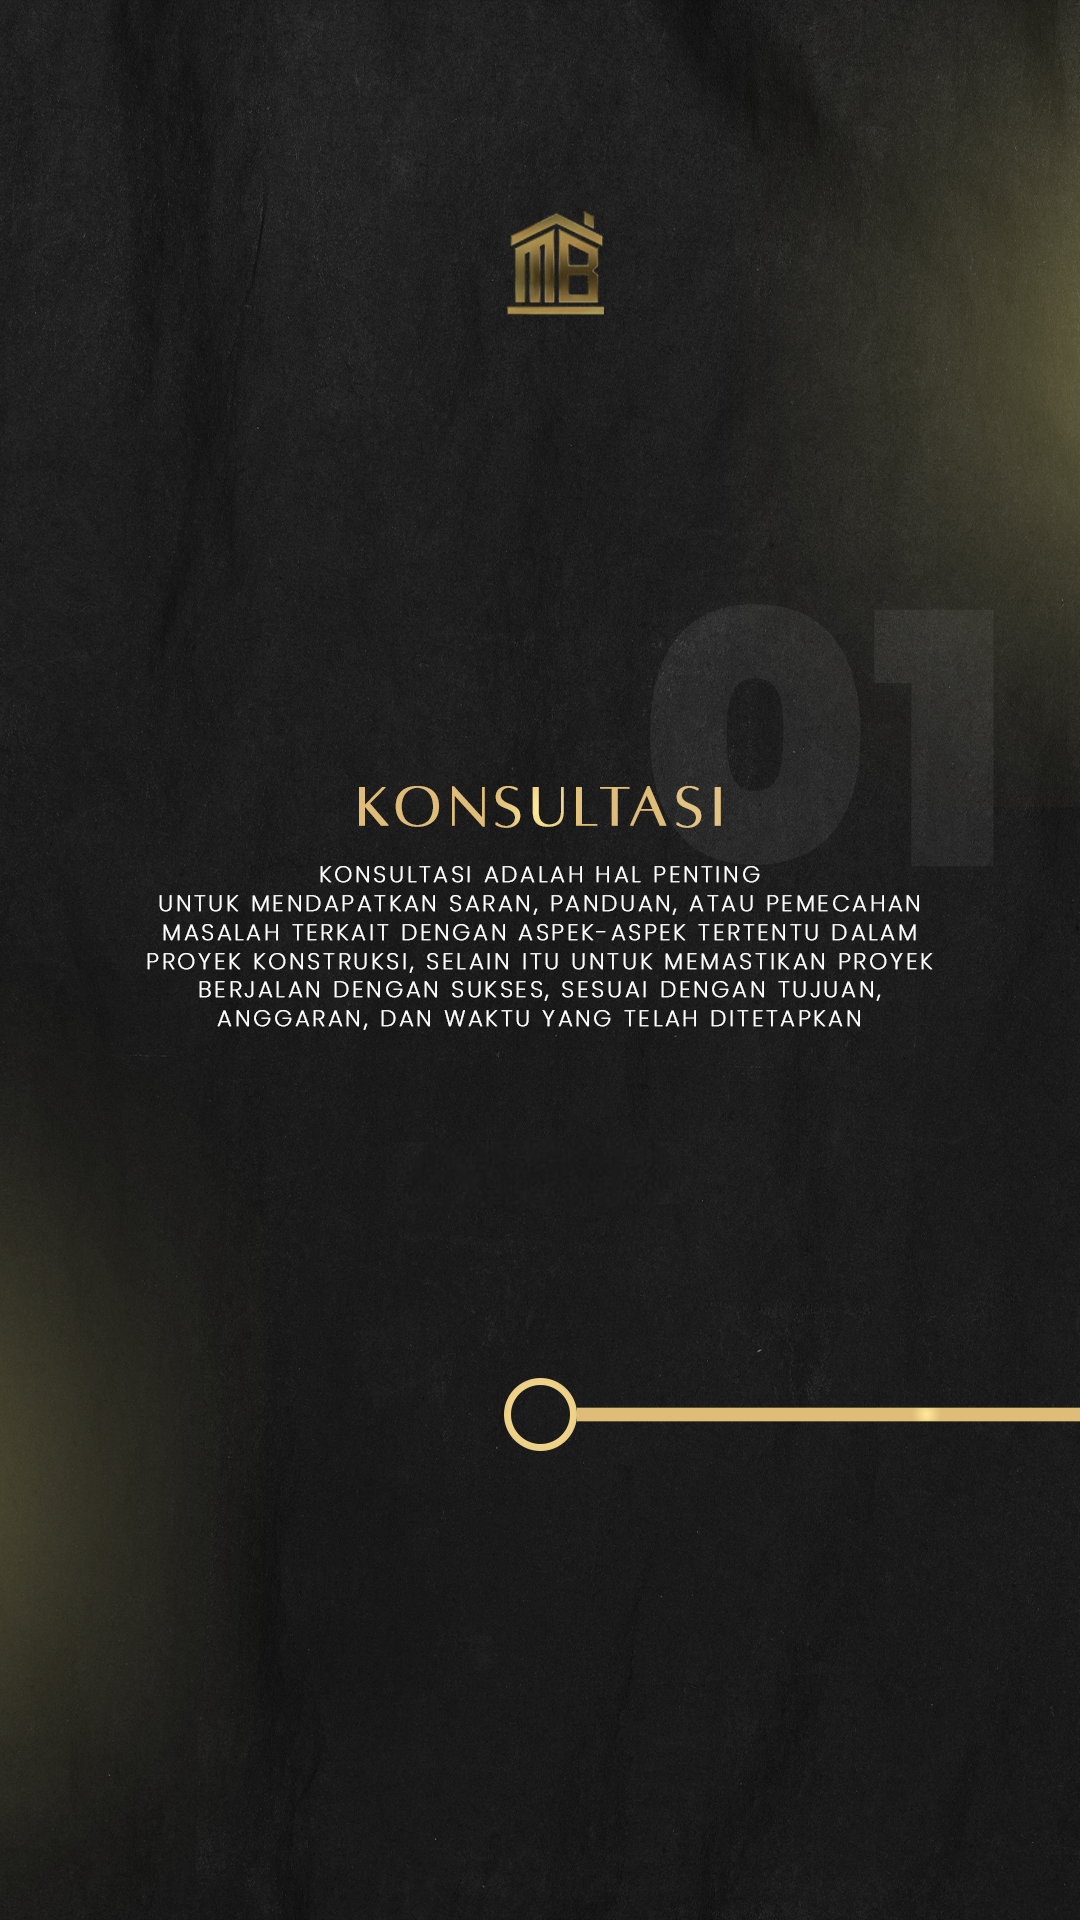 MB
01
KONSULTASI
KONSULTASI ADALAH HAL PENTING
UNTUK MENDAPATKAN SARAN, PANDUAN, ATAU PEMECAHAN
MASALAH TERKAIT DENGAN ASPEK-ASPEK TERTENTU DALAM
PROYEK KONSTRUKSI, SELAIN ITU UNTUK MEMASTIKAN PROYEK
BERJALAN DENGAN SUKSES, SESUAI DENGAN TUJUAN,
ANGGARAN, DAN WAKTU YANG TELAH DITETAPKAN